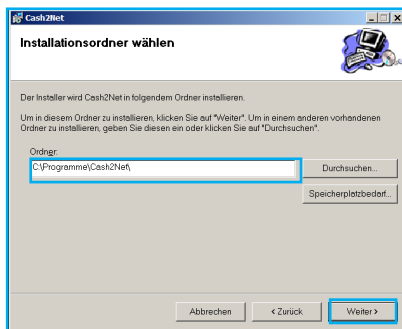 Cash2Net
Installationsordner wählen
Der Installer wird Cash2Net in folgendem Ordner installieren.
Um in diesem Ordner zu installieren, klicken Sie auf "Weiter". Um in einem anderen vorhandenen
Ordner zu installieren, geben Sie diesen ein oder klicken Sie auf "Durchsuchen".
Ordner:
C:\Programme\Cash2Net\
Durchsuchen...
Speicherplatzbedarf...
Abbrechen
< Zurück
Weiter >